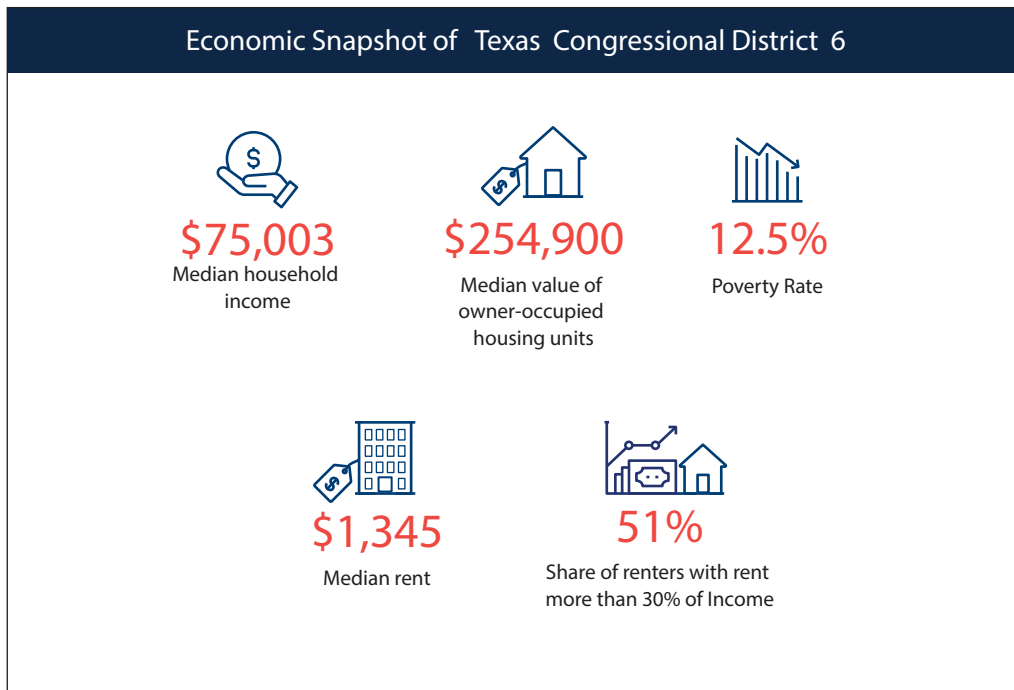 Economic Snapshot of Texas Congressional District 6
$
$
$75,003
Median household
income
$254,900
Median value of
owner-occupied
housing units
12.5%
Poverty Rate
$
$1,345
Median rent
51%
Share of renters with rent
more than 30% of Income